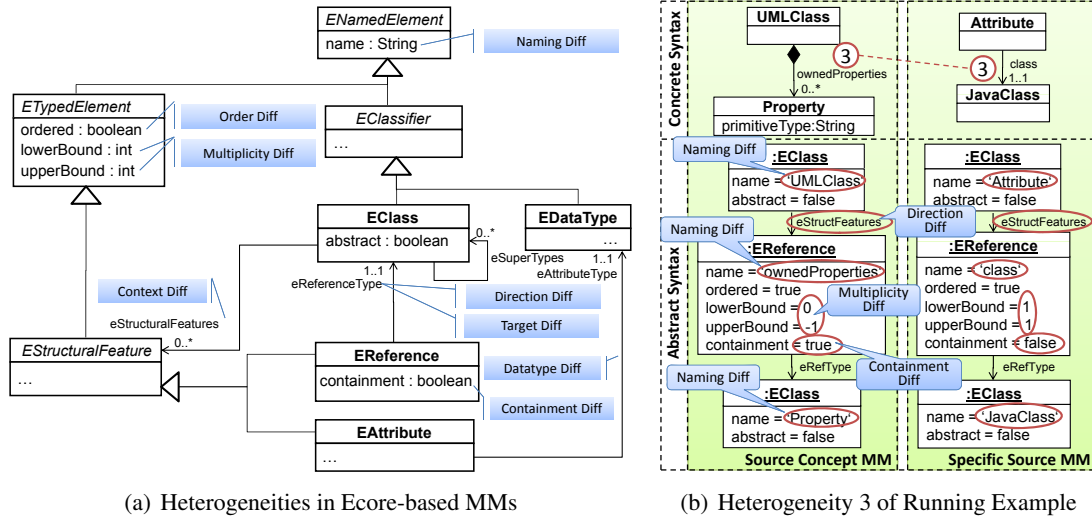 ENamedElement
name : String
Naming Diff
ETypedElement
ordered : boolean
lowerBound : int
upperBound : int
Order Diff
Multiplicity Diff
EClassifier
...
EClass
abstract : boolean
0..*
eSuperTypes
EDataType
...
1..1
eAttributeType
1..1
eReferenceType
Direction Diff
Target Diff
Context Diff
eStructuralFeatures
0..*
EStructuralFeature
...
EReference
containment : boolean
Datatype Diff
Containment Diff
EAttribute
...
(a) Heterogeneities in Ecore-based MMs
Concrete Syntax
UMLClass
3
ownedProperties
0..*
Property
primitiveType:String
Attribute
class
3
1..1
JavaClass
Abstract Syntax
Naming Diff
:EClass
name = 'UMLClass'
abstract = false
eStructFeatures
Direction Diff
Naming Diff
:EReference
name = 'ownedProperties'
ordered = true
lowerBound = 0
upperBound = -1
containment = true
Multiplicity Diff
eRefType
Containment Diff
Naming Diff
:EClass
name = 'Property'
abstract = false
Source Concept MM
:EClass
name = 'Attribute'
abstract = false
eStructFeatures
:EReference
name = 'class'
ordered = true
lowerBound = 1
upperBound = 1
containment = false
eRefType
:EClass
name = 'JavaClass'
abstract = false
Specific Source MM
(b) Heterogeneity 3 of Running Example